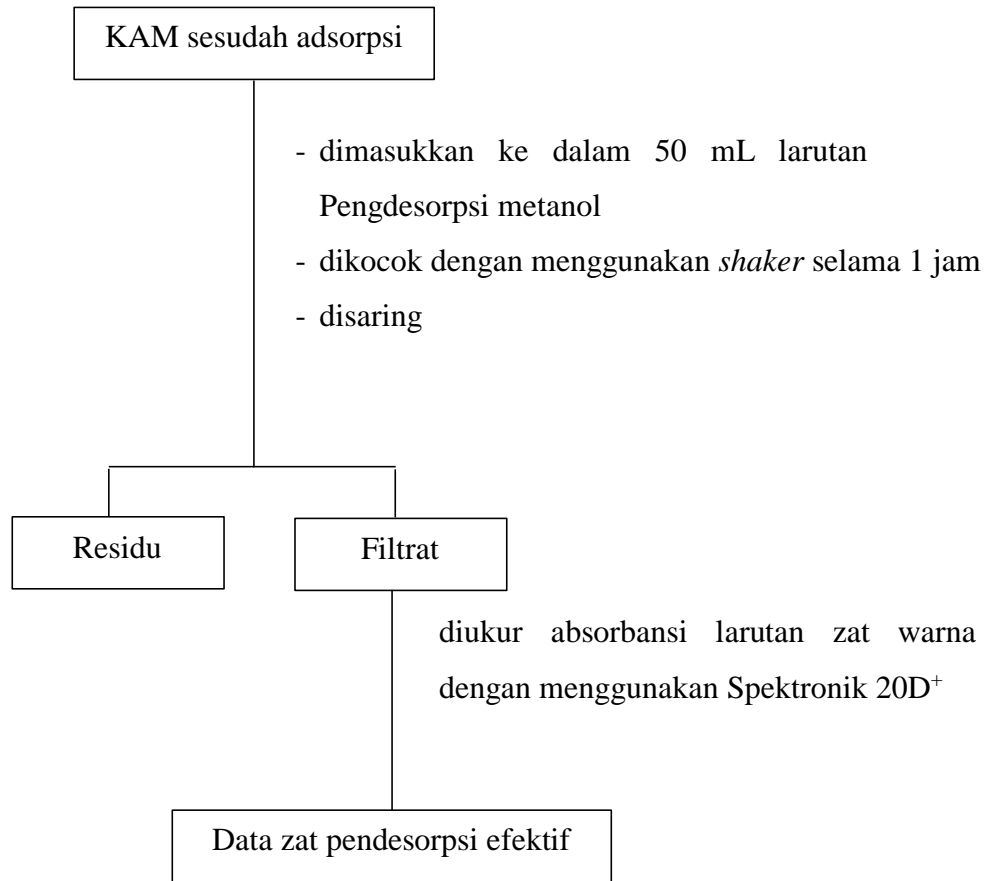 KAM sesudah adsorpsi
- dimasukkan ke dalam 50 mL larutan
Pengdesorpsi metanol
- dikocok dengan menggunakan shaker selama 1 jam
- disaring
Residu
Filtrat
diukur absorbansi larutan zat warna
dengan menggunakan Spektronik 20D⁺
Data zat pendesorpsi efektif